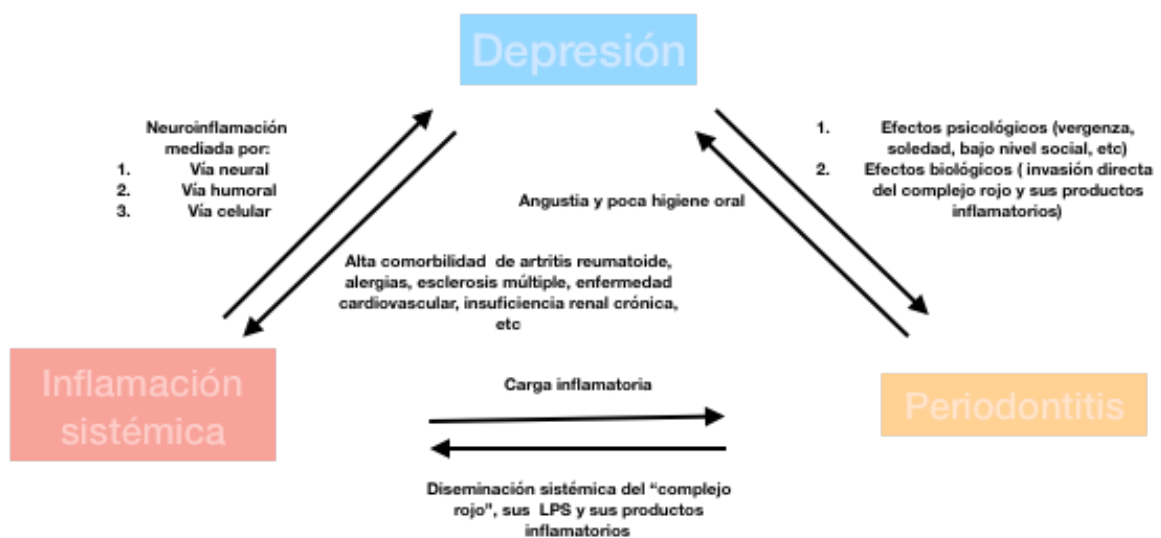 Depresión
Neuroinflamación
mediada por:
1. Vía neural
2. Vía humoral
3. Vía celular
1. Efectos psicológicos (vergenza,
soledad, bajo nivel social, etc)
2. Efectos biológicos ( invasión directa
del complejo rojo y sus productos
inflamatorios)
Angustia y poca higiene oral
Alta comorbilidad de artritis reumatoide,
alergias, esclerosis múltiple, enfermedad
cardiovascular, insuficiencia renal crónica,
etc
Inflamación
sistémica
Carga inflamatoria
Periodontitis
Diseminación sistémica del “complejo
rojo”, sus LPS y sus productos
inflamatorios